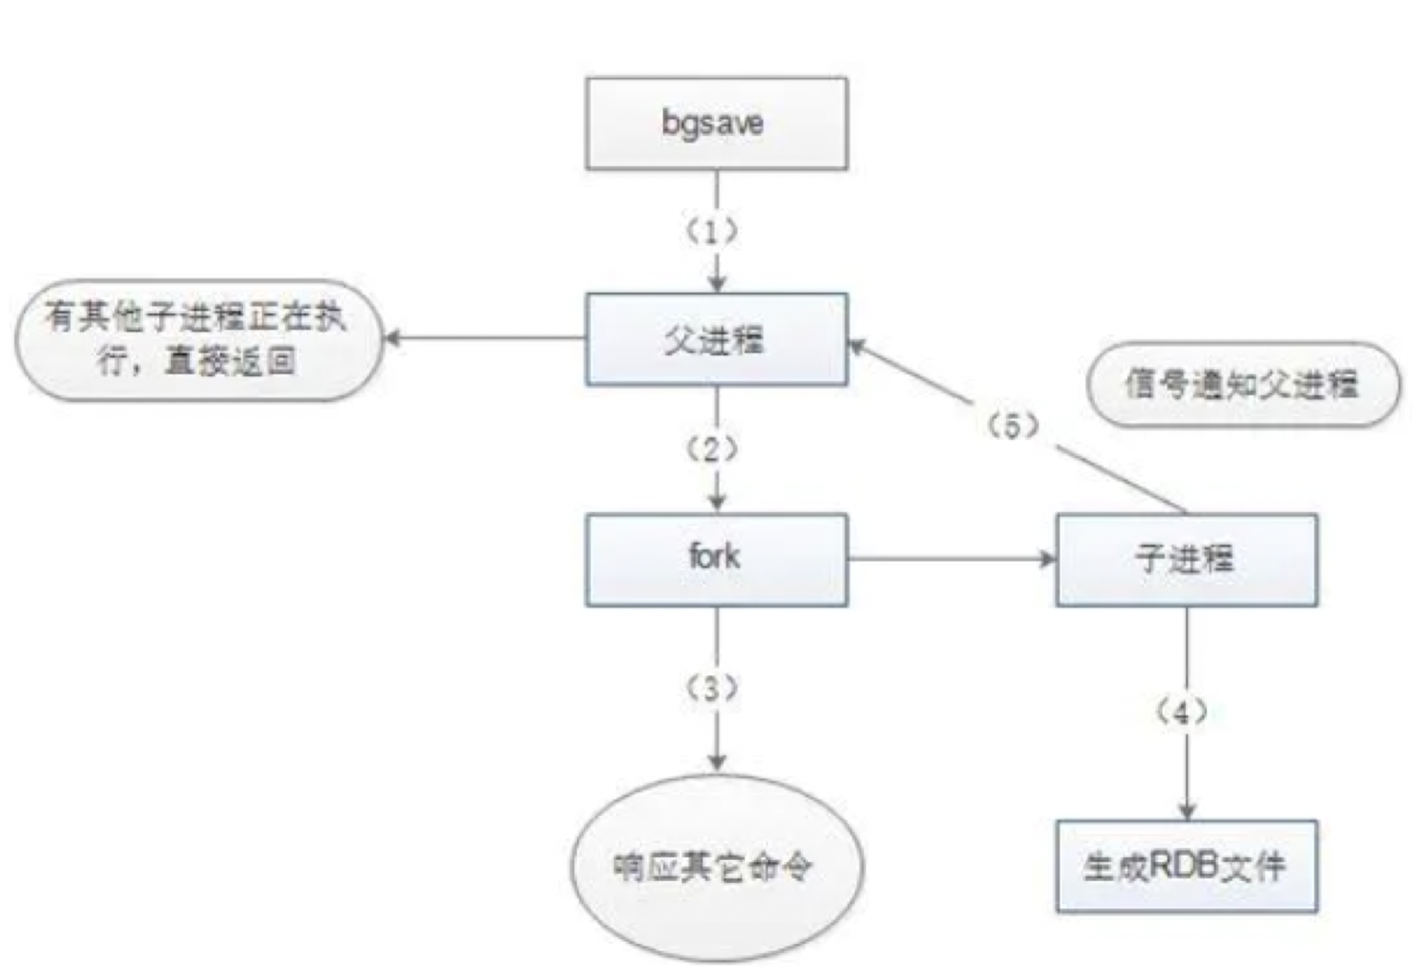 bgsave
（1）
有其他子进程正在执
行，直接返回
父进程
信号通知父进程
（5）
（2）
fork
子进程
（3）
（4）
响应其它命令
生成RDB文件